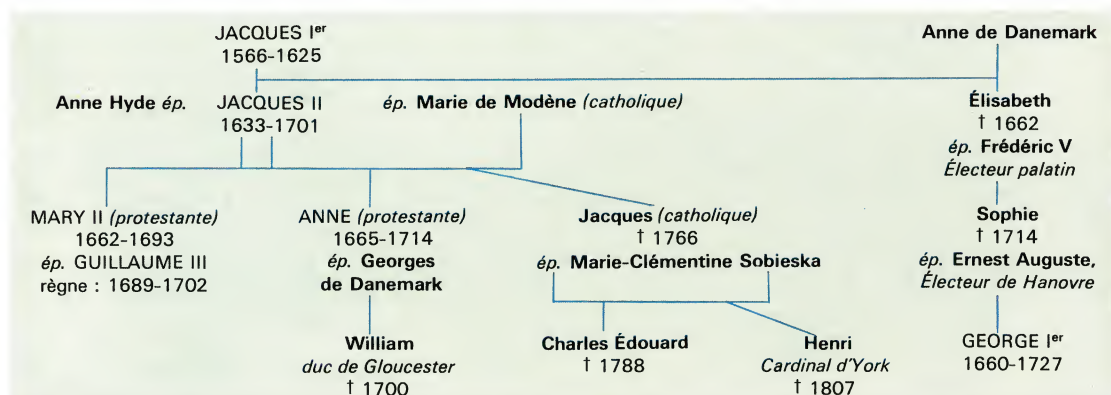 JACQUES Ier
1566-1625
Anne de Danemark
Anne Hyde ép. JACQUES II
1633-1701
ép. Marie de Modène (catholique)
Élisabeth
† 1662
ép. Frédéric V
Électeur palatin
MARY II (protestante)
1662-1693
ép. GUILLAUME III
règne : 1689-1702
ANNE (protestante)
1665-1714
ép. Georges
de Danemark
Jacques (catholique)
† 1766
ép. Marie-Clémentine Sobieska
Sophie
† 1714
ép. Ernest Auguste,
Électeur de Hanovre
William
duc de Gloucester
† 1700
Charles Édouard
† 1788
Henri
Cardinal d'York
† 1807
GEORGE Ier
1660-1727